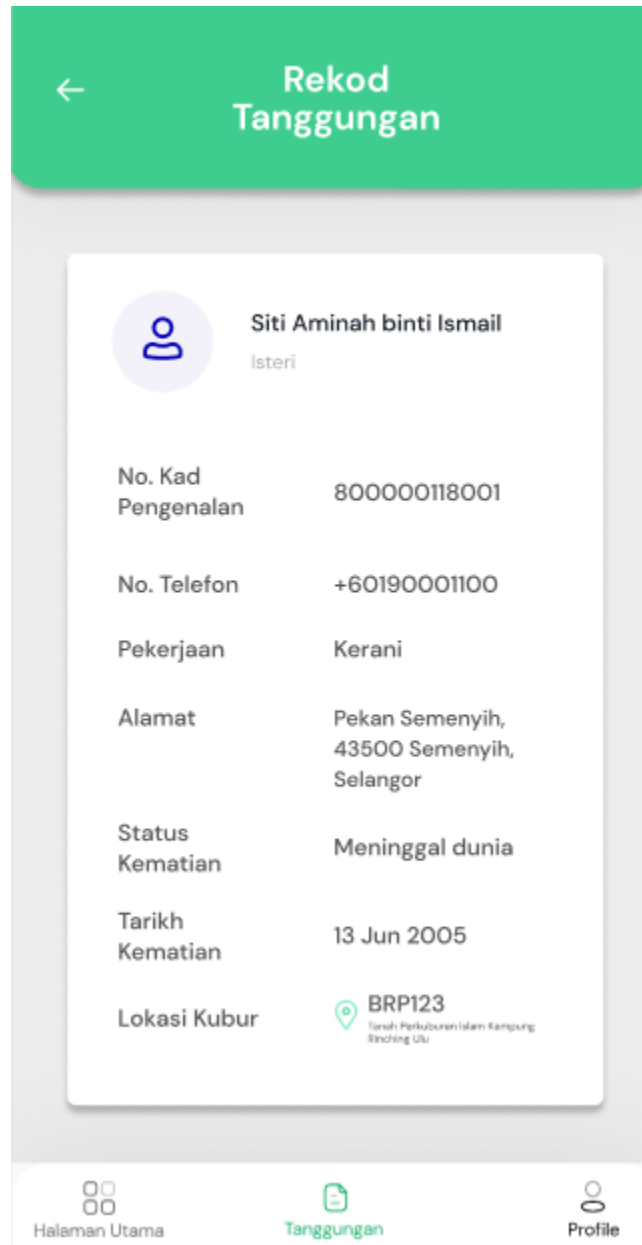 Rekod
Tanggungan
Siti Aminah binti Ismail
Isteri
No. Kad
Pengenalan
800000118001
No. Telefon
+60190001100
Pekerjaan
Kerani
Alamat
Pekan Semenyih,
43500 Semenyih,
Selangor
Status
Kematian
Meninggal dunia
Tarikh
Kematian
13 Jun 2005
Lokasi Kubur
BRP123
Tanah Perkuburan Islam Kampung
Rinching Ulu
Halaman Utama
Tanggungan
Profile